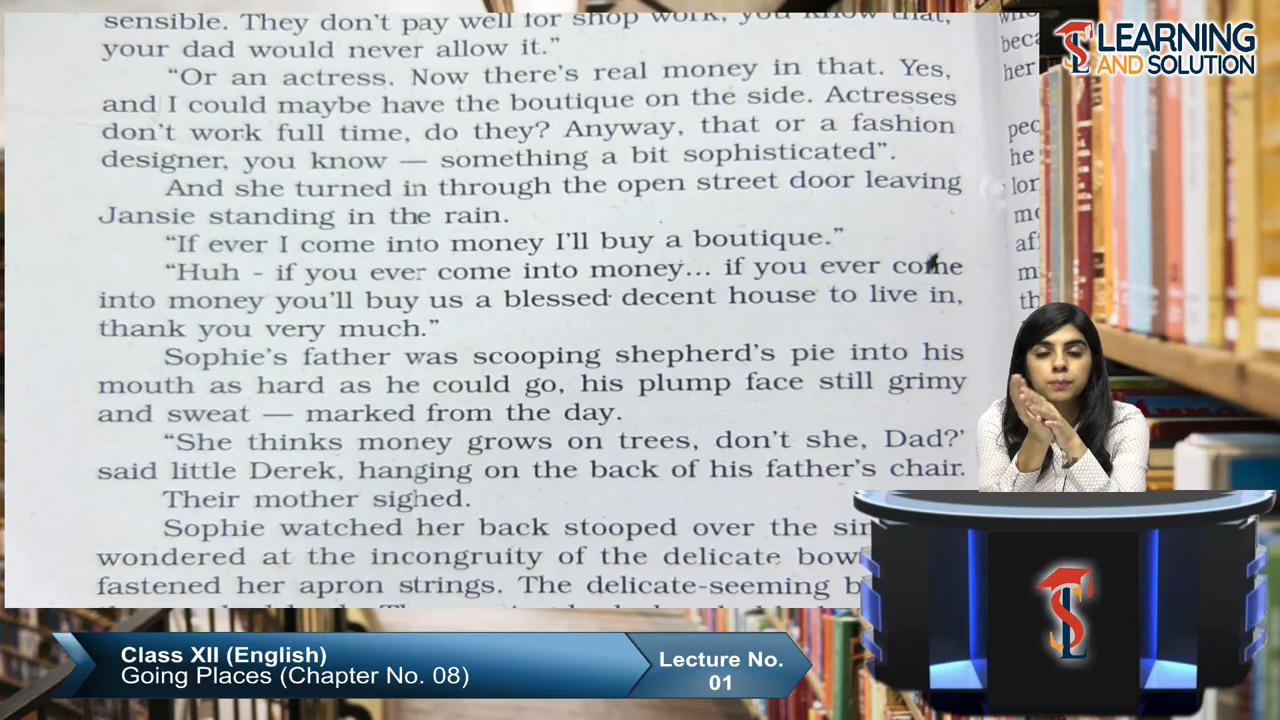 sensible. They don't pay well for shop work, you know that,
your dad would never allow it."
"Or an actress. Now there's real money in that. Yes,
and I could maybe have the boutique on the side. Actresses
don't work full time, do they? Anyway, that or a fashion
designer, you know — something a bit sophisticated".
And she turned in through the open street door leaving
Jansie standing in the rain.
"If ever I come into money I'll buy a boutique."
"Huh - if you ever come into money... if you ever come
into money you'll buy us a blessed decent house to live in,
thank you very much."
Sophie's father was scooping shepherd's pie into his
mouth as hard as he could go, his plump face still grimy
and sweat — marked from the day.
"She thinks money grows on trees, don't she, Dad?'
said little Derek, hanging on the back of his father's chair.
Their mother sighed.
Sophie watched her back stooped over the
wondered at the incongruity of the delicate
fastened her apron strings. The delicate-seeming
her
he
LEARNING
AND SOLUTION
Class XII (English)
Going Places (Chapter No. 08)
Lecture No.
01